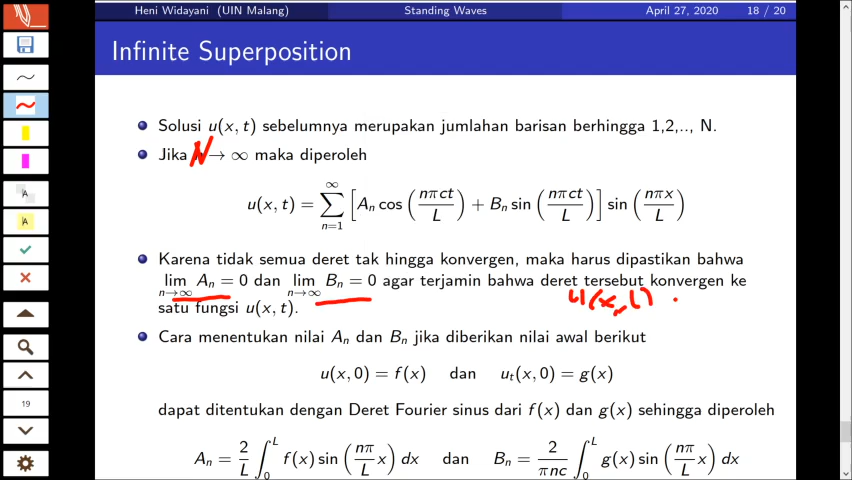 Heni Widayani (UIN Malang) Standing Waves April 27, 2020 18 / 20
Infinite Superposition
Solusi u(x, t) sebelumnya merupakan jumlahan barisan berhingga 1,2,.., N.
Jika N → ∞ maka diperoleh
u(x, t) = ∑_{n=1}^{∞} [A_n cos (nπct/L) + B_n sin (nπct/L)] sin (nπx/L)
Karena tidak semua deret tak hingga konvergen, maka harus dipastikan bahwa
lim_{n→∞} A_n = 0 dan lim_{n→∞} B_n = 0 agar terjamin bahwa deret tersebut konvergen ke
satu fungsi u(x, t).
u(x,t)
Cara menentukan nilai A_n dan B_n jika diberikan nilai awal berikut
u(x, 0) = f(x) dan u_t(x, 0) = g(x)
dapat ditentukan dengan Deret Fourier sinus dari f(x) dan g(x) sehingga diperoleh
A_n = 2/L ∫_0^L f(x) sin (nπ/L x) dx dan B_n = 2/πnc ∫_0^L g(x) sin (nπ/L x) dx
A
A
19